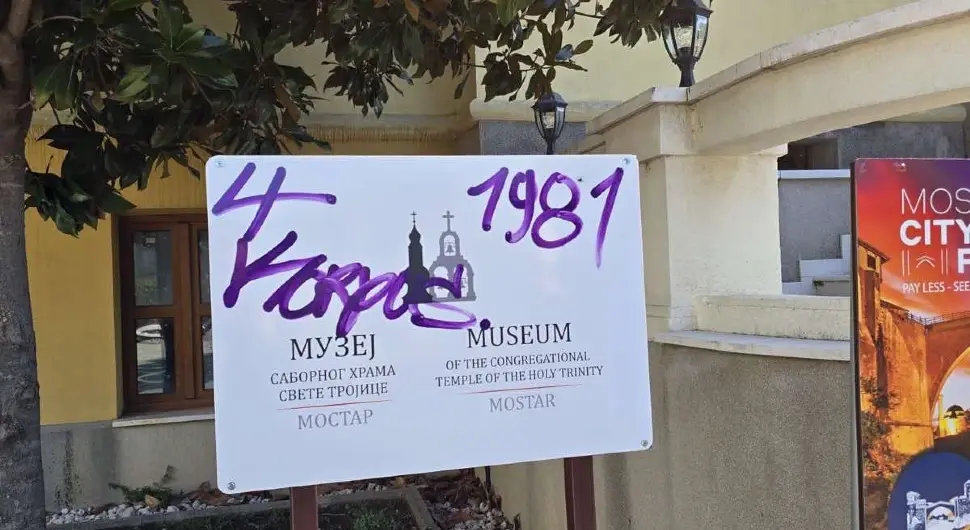 4 1981
Korpus.
МУЗЕЈ
САБОРНОГ ХРАМА
СВЕТЕ ТРОЈИЦЕ
МОСТАР
MUSEUM
OF THE CONGREGATIONAL
TEMPLE OF THE HOLY TRINITY
MOSTAR
MOS
CITY
F
PAY LESS - SEE